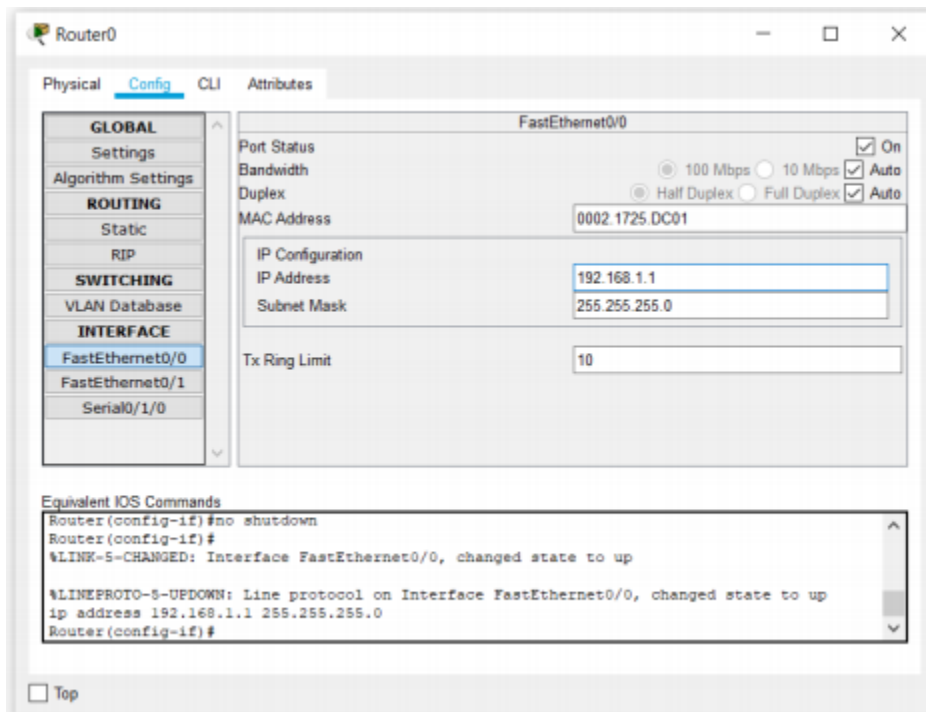 Router0
Physical Config CLI Attributes
GLOBAL
Settings
Algorithm Settings
ROUTING
Static
RIP
SWITCHING
VLAN Database
INTERFACE
FastEthernet0/0
FastEthernet0/1
Serial0/1/0
FastEthernet0/0
Port Status On
Bandwidth 100 Mbps 10 Mbps Auto
Duplex Half Duplex Full Duplex Auto
MAC Address 0002.1725.DC01
IP Configuration
IP Address 192.168.1.1
Subnet Mask 255.255.255.0
Tx Ring Limit 10
Equivalent IOS Commands
Router(config-if)#no shutdown
Router(config-if)#
%LINK-5-CHANGED: Interface FastEthernet0/0, changed state to up
%LINEPROTO-5-UPDOWN: Line protocol on Interface FastEthernet0/0, changed state to up
ip address 192.168.1.1 255.255.255.0
Router(config-if)#
Top